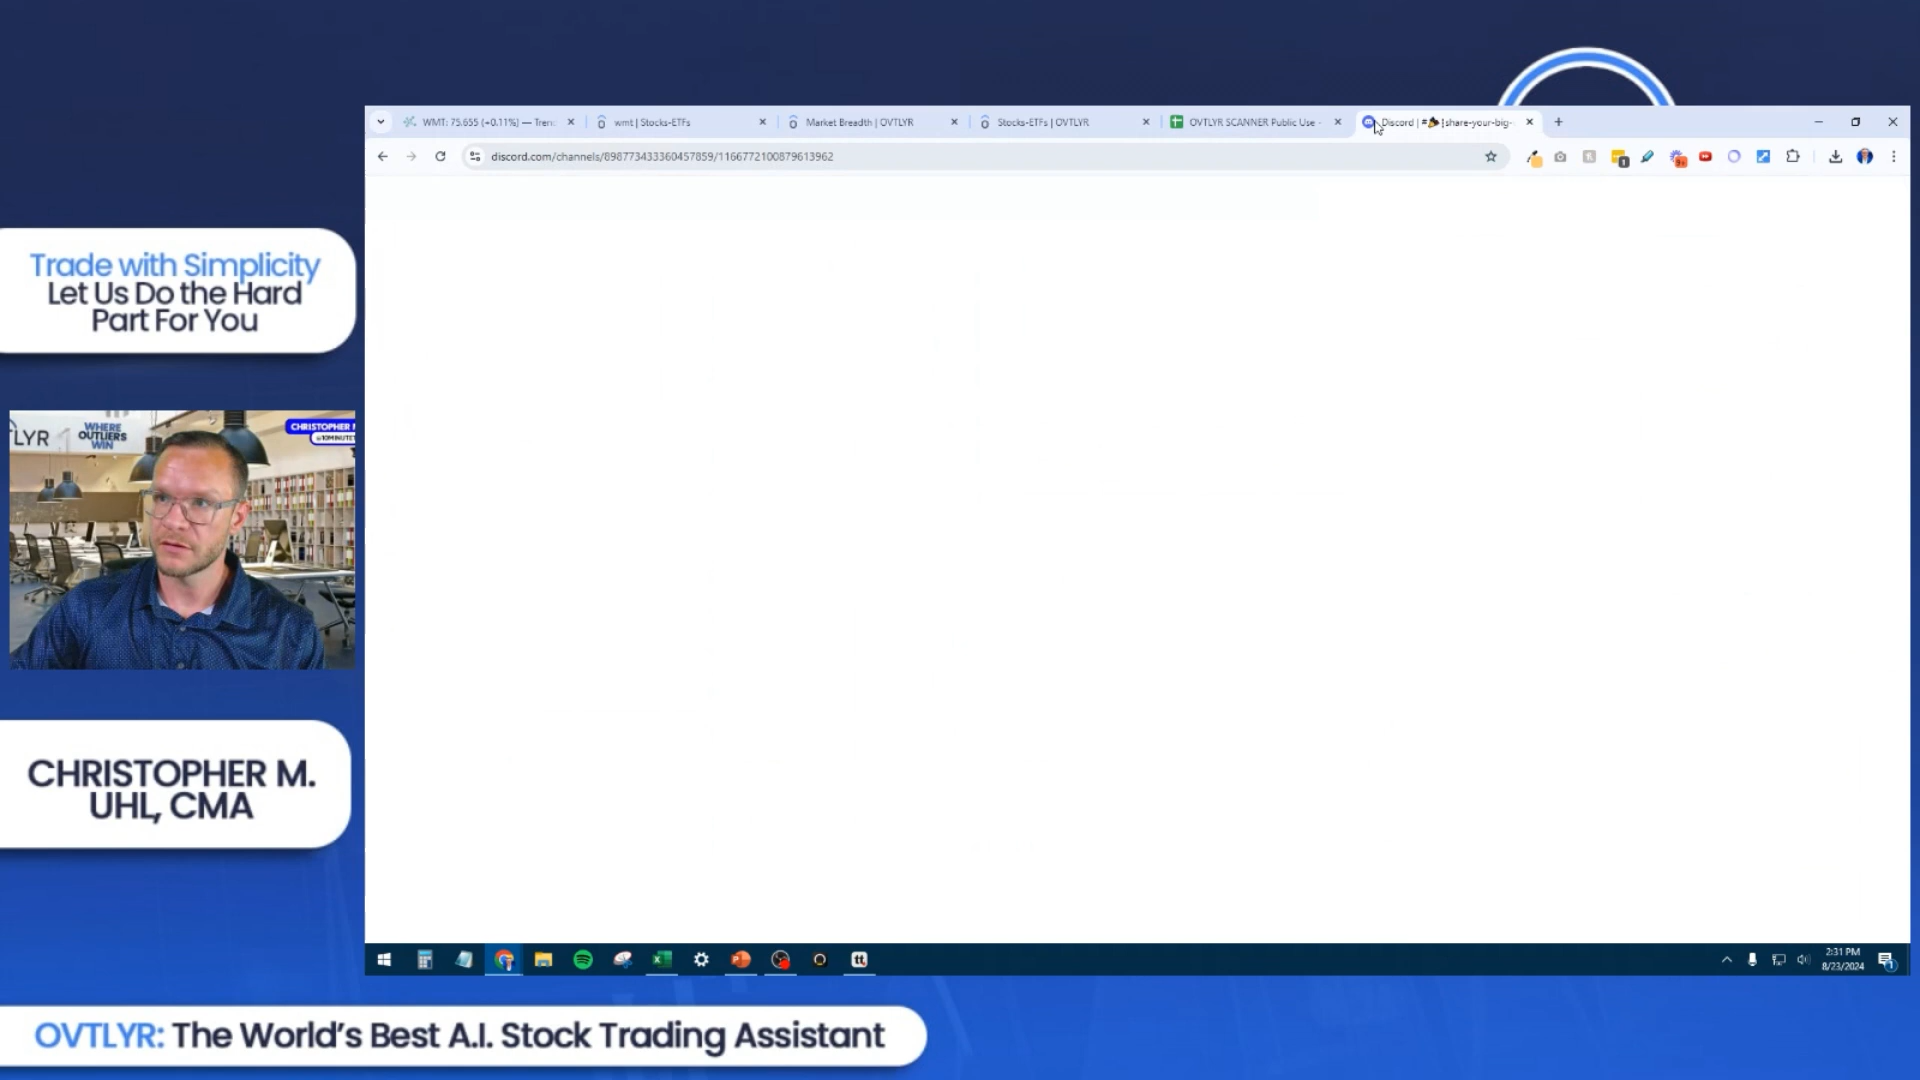 WMT: 75.655 (+0.11%) — Tren
wmt | Stocks-ETFs
Market Breadth | OVTLYR
Stocks-ETFs | OVTLYR
OVTLYR SCANNER Public Use -
Discord | # | share-your-big-
discord.com/channels/898773433360457859/1166772100879613962
Trade with Simplicity
Let Us Do the Hard
Part For You
LYR
WHERE
OUTLIERS
WIN
CHRISTOPHER
CHRISTOPHER M.
UHL, CMA
2:31 PM
8/23/2024
OVTLYR: The World's Best A.I. Stock Trading Assistant